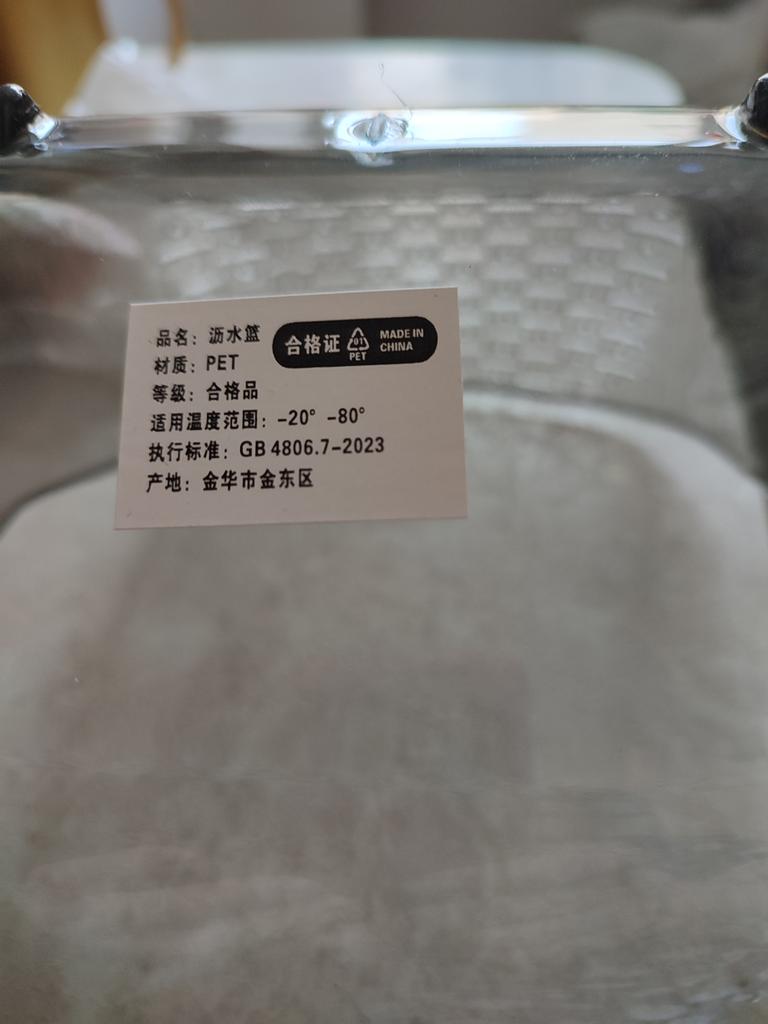 品名：沥水篮
合格证
01
PET
MADE IN
CHINA
材质：PET
等级：合格品
适用温度范围：-20° -80°
执行标准：GB 4806.7-2023
产地：金华市金东区